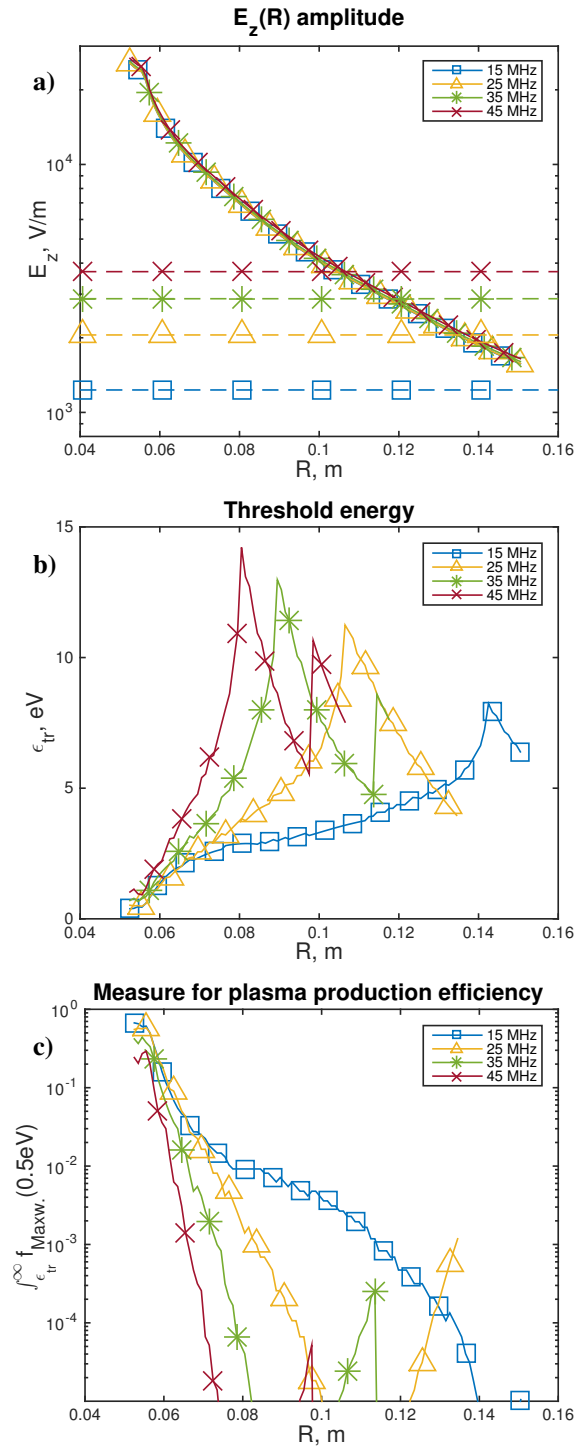 E_z(R) amplitude
a)
15 MHz
25 MHz
35 MHz
45 MHz
10^4
10^3
E_z, V/m
0.04 0.06 0.08 0.1 0.12 0.14 0.16
R, m
Threshold energy
b)
15 MHz
25 MHz
35 MHz
45 MHz
15
10
5
0
ϵ_tr, eV
0.04 0.06 0.08 0.1 0.12 0.14 0.16
R, m
Measure for plasma production efficiency
c)
15 MHz
25 MHz
35 MHz
45 MHz
10^0
10^-1
10^-2
10^-3
10^-4
∫_{ϵ_tr}^∞ f_Maxw.(0.5eV)
0.04 0.06 0.08 0.1 0.12 0.14 0.16
R, m